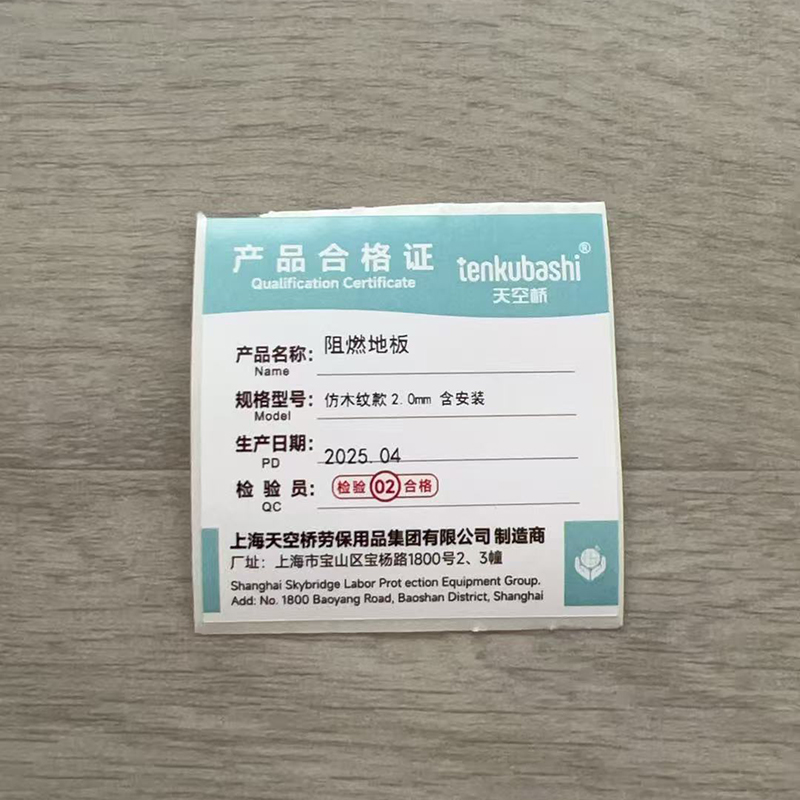 产品合格证
Qualification Certificate
tenkubashi®
天空桥
产品名称：阻燃地板
Name
规格型号：仿木纹款 2.0mm 含安装
Model
生产日期：2025.04
PD
检验员：检验 02 合格
QC
上海天空桥劳保用品集团有限公司 制造商
厂址：上海市宝山区宝杨路1800号2、3幢
Shanghai Skybridge Labor Prot ection Equipment Group.
Add: No. 1800 Baoyang Road, Baoshan District, Shanghai